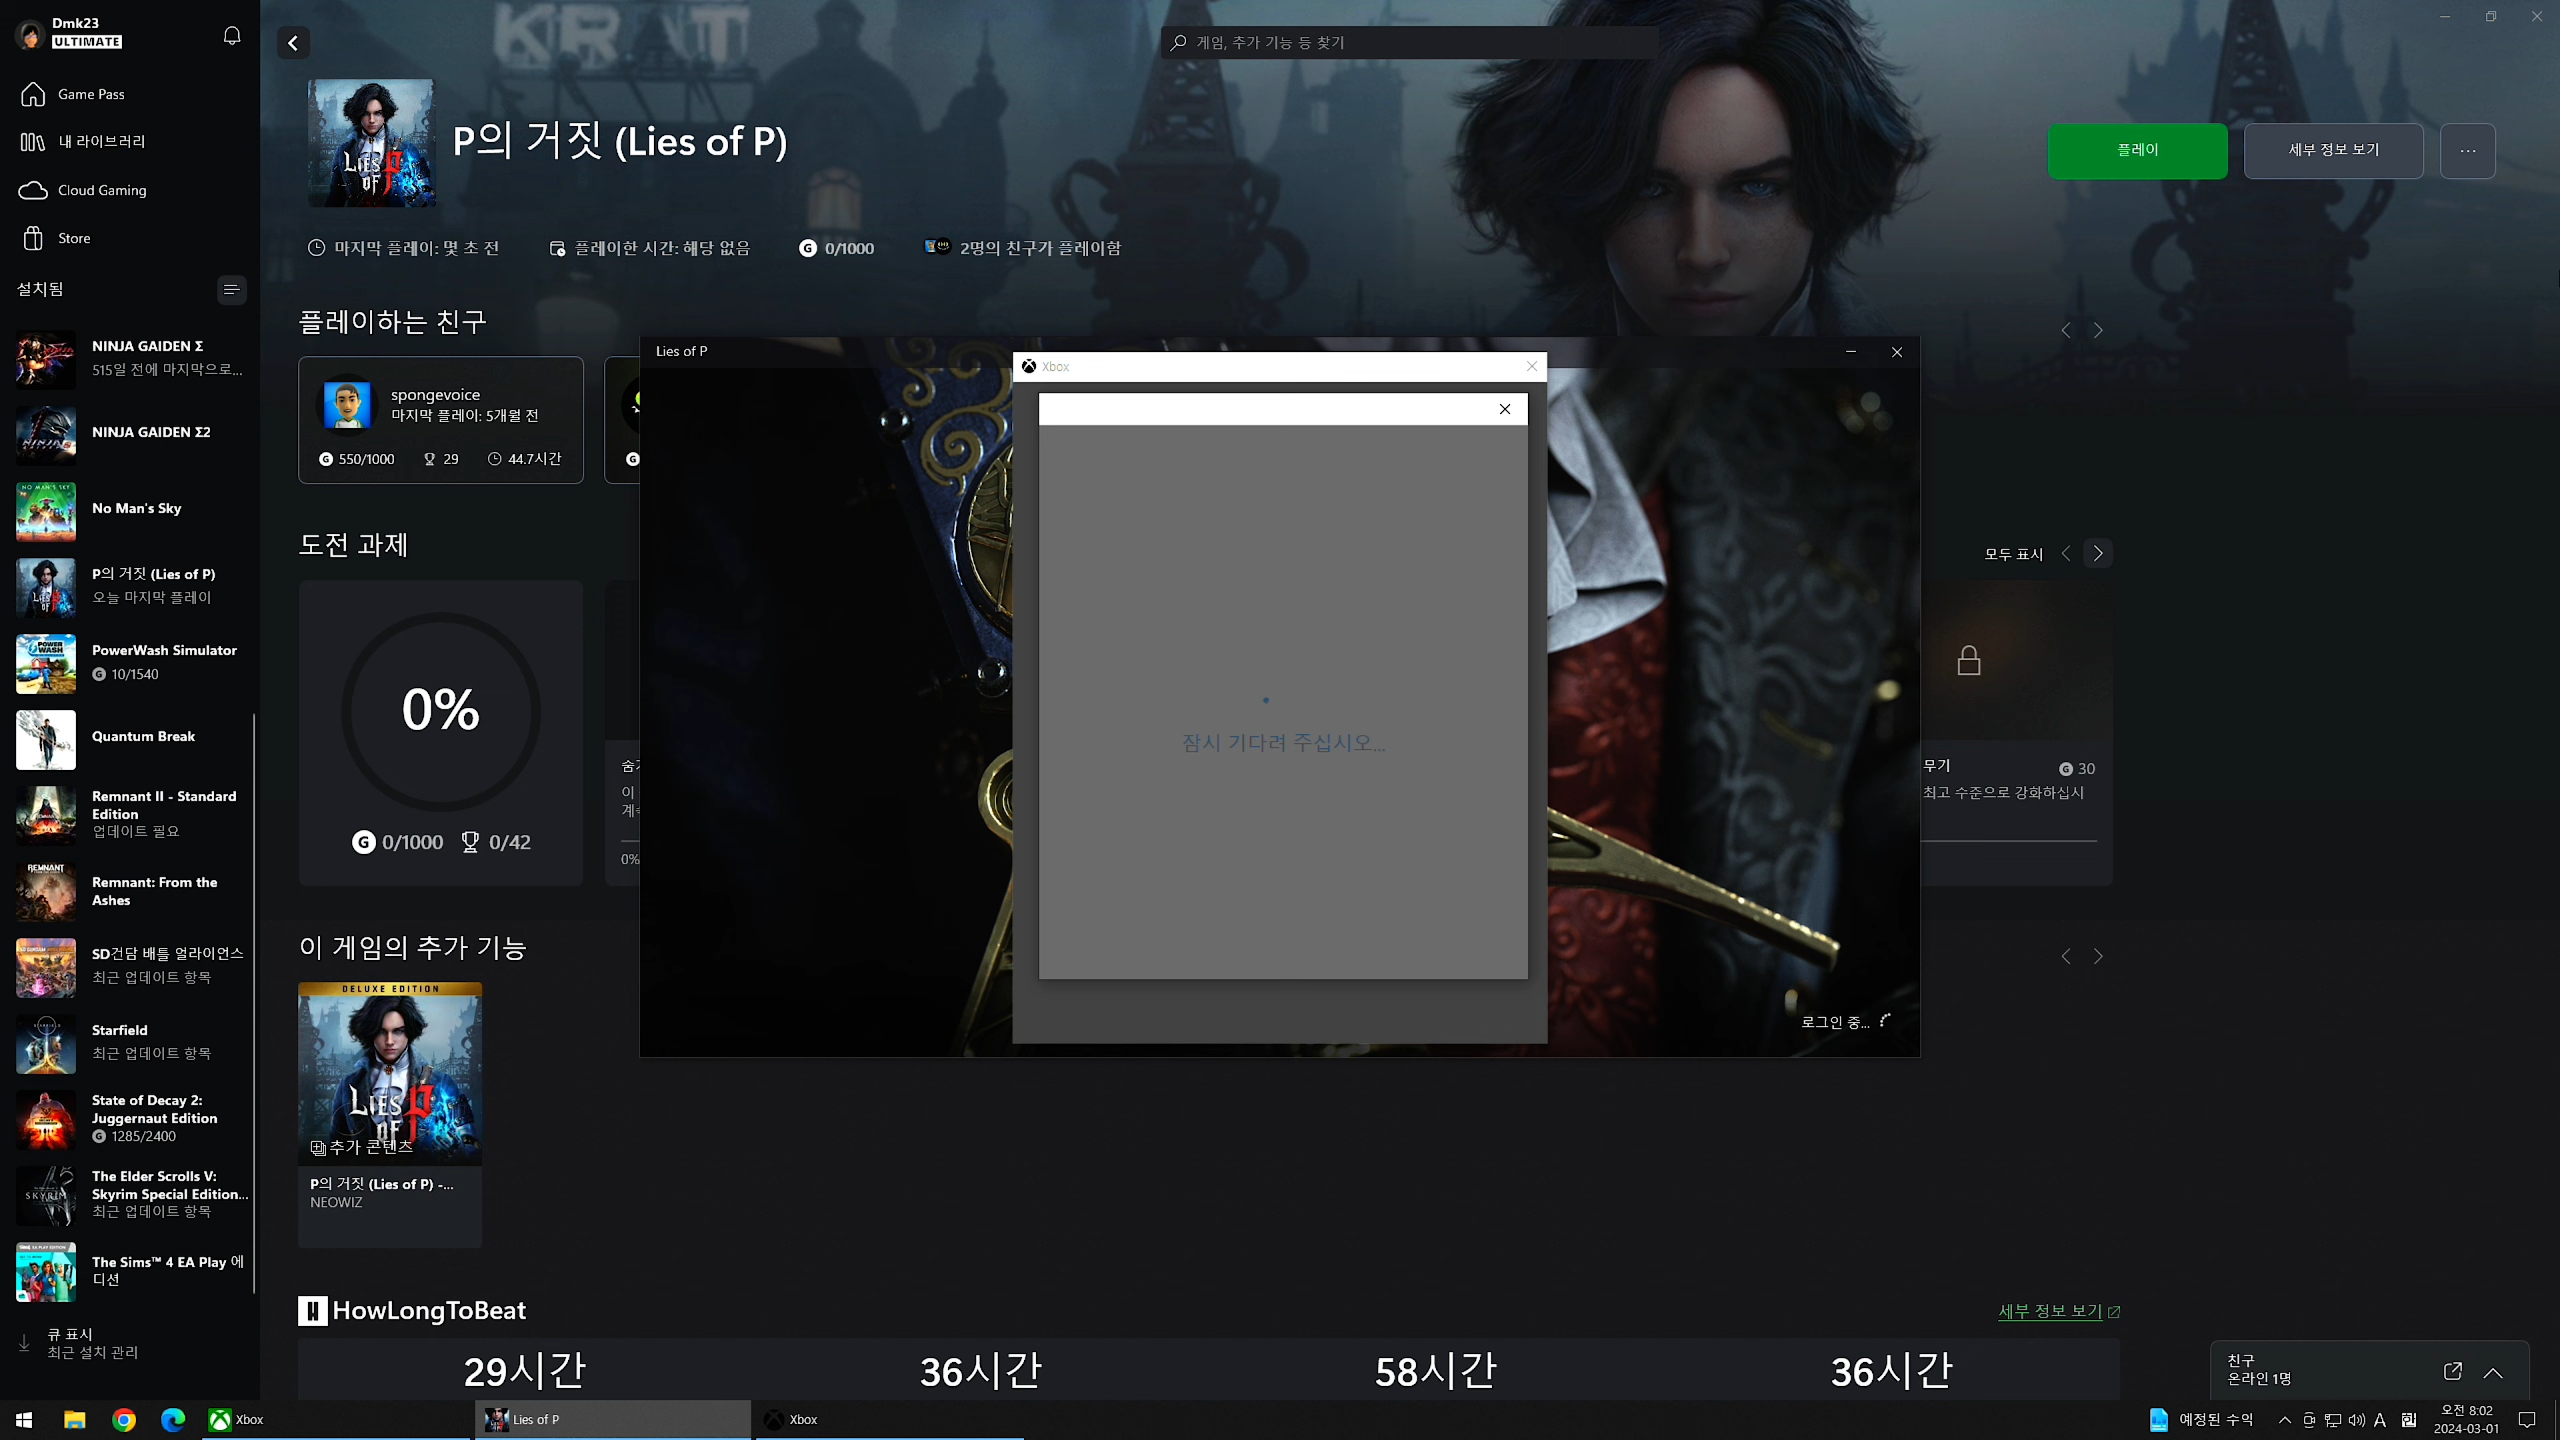 Dmk23
ULTIMATE
Game Pass
내 라이브러리
Cloud Gaming
Store
설치됨
NINJA GAIDEN Σ
515일 전에 마지막으로...
NINJA GAIDEN Σ2
No Man's Sky
P의 거짓 (Lies of P)
오늘 마지막 플레이
PowerWash Simulator
10/1540
Quantum Break
Remnant II - Standard
Edition
업데이트 필요
Remnant: From the
Ashes
SD건담 배틀 얼라이언스
최근 업데이트 항목
Starfield
최근 업데이트 항목
State of Decay 2:
Juggernaut Edition
1285/2400
The Elder Scrolls V:
Skyrim Special Edition...
최근 업데이트 항목
The Sims™ 4 EA Play 에
디션
큐 표시
최근 설치 관리
게임, 추가 기능 등 찾기
KRAT
LIES OF P
P의 거짓 (Lies of P)
플레이
세부 정보 보기
마지막 플레이: 몇 초 전
플레이한 시간: 해당 없음
0/1000
2명의 친구가 플레이함
플레이하는 친구
spongevoice
마지막 플레이: 5개월 전
550/1000
29
44.7시간
도전 과제
모두 표시
0%
0/1000
0/42
이
0%
무기
30
최고 수준으로 강화하십시
Lies of P
Xbox
잠시 기다려 주십시오...
로그인 중...
이 게임의 추가 기능
DELUXE EDITION
LIES OF P
추가 콘텐츠
P의 거짓 (Lies of P) -...
NEOWIZ
HowLongToBeat
세부 정보 보기
29시간
36시간
58시간
36시간
친구
온라인 1명
Xbox
Lies of P
Xbox
예정된 수익
A
오전 8:02
2024-03-01